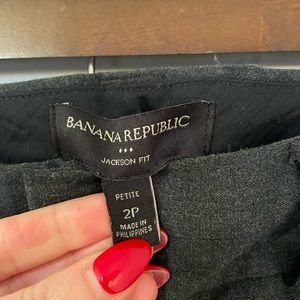 BANANA REPUBLIC
JACKSON FIT
PETITE
2P
MADE IN
PHILIPPINES